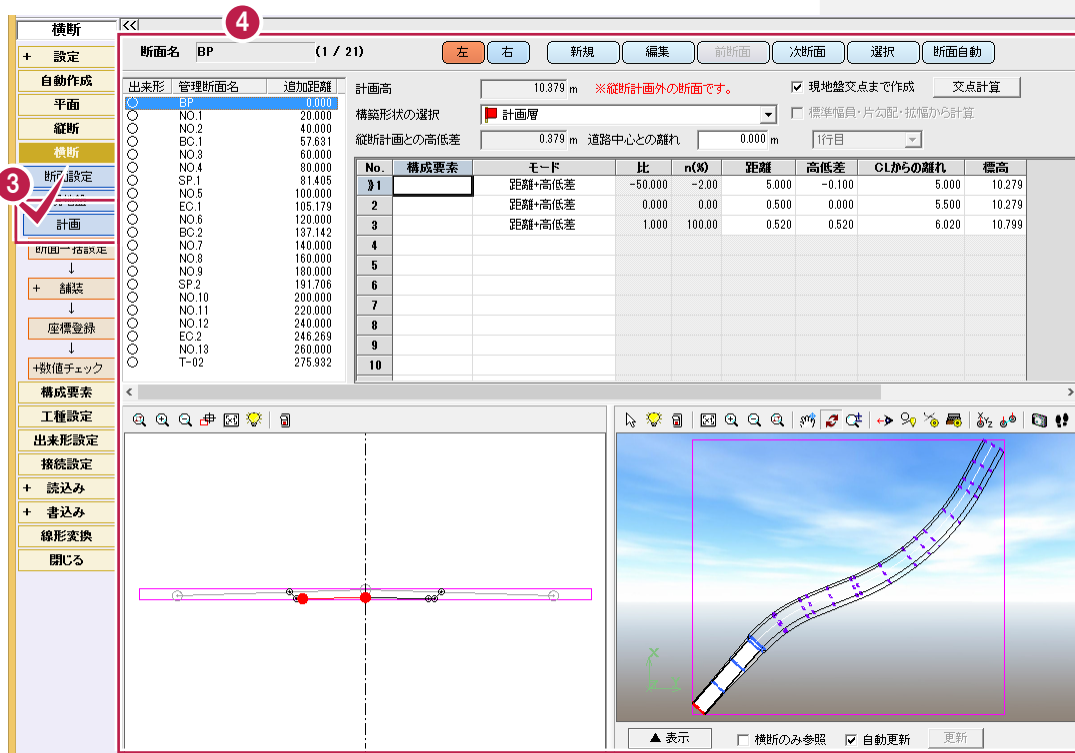 横断
+ 設定
自動作成
平面
縦断
横断
断面設定
計画
断面一括設定
↓
+ 舗装
↓
座標登録
↓
+数値チェック
構成要素
工種設定
出来形設定
接続設定
+ 読込み
+ 書込み
線形変換
閉じる
3
<<
4
断面名 BP (1 / 21) 左 右 新規 編集 前断面 次断面 選択 断面自動
出来形 管理断面名 追加距離
BP 0.000
NO.1 20.000
NO.2 40.000
BC.1 57.631
NO.3 60.000
NO.4 80.000
SP.1 81.405
NO.5 100.000
EC.1 105.179
NO.6 120.000
BC.2 137.142
NO.7 140.000
NO.8 160.000
NO.9 180.000
SP.2 191.706
NO.10 200.000
NO.11 220.000
NO.12 240.000
EC.2 246.269
NO.13 260.000
T-02 275.932
計画高 10.379 m ※縦断計画外の断面です。 現地盤交点まで作成 交点計算
構築形状の選択 計画層 標準幅員・片勾配・拡幅から計算
縦断計画との高低差 0.379 m 道路中心との離れ 0.000 m 1行目
No. 構成要素 モード 比 n(%) 距離 高低差 CLからの離れ 標高
1 距離+高低差 -50.000 -2.00 5.000 -0.100 5.000 10.279
2 距離+高低差 0.000 0.00 0.500 0.000 5.500 10.279
3 距離+高低差 1.000 100.00 0.520 0.520 6.020 10.799
4
5
6
7
8
9
10
X
▲ 表示 横断のみ参照 自動更新 更新